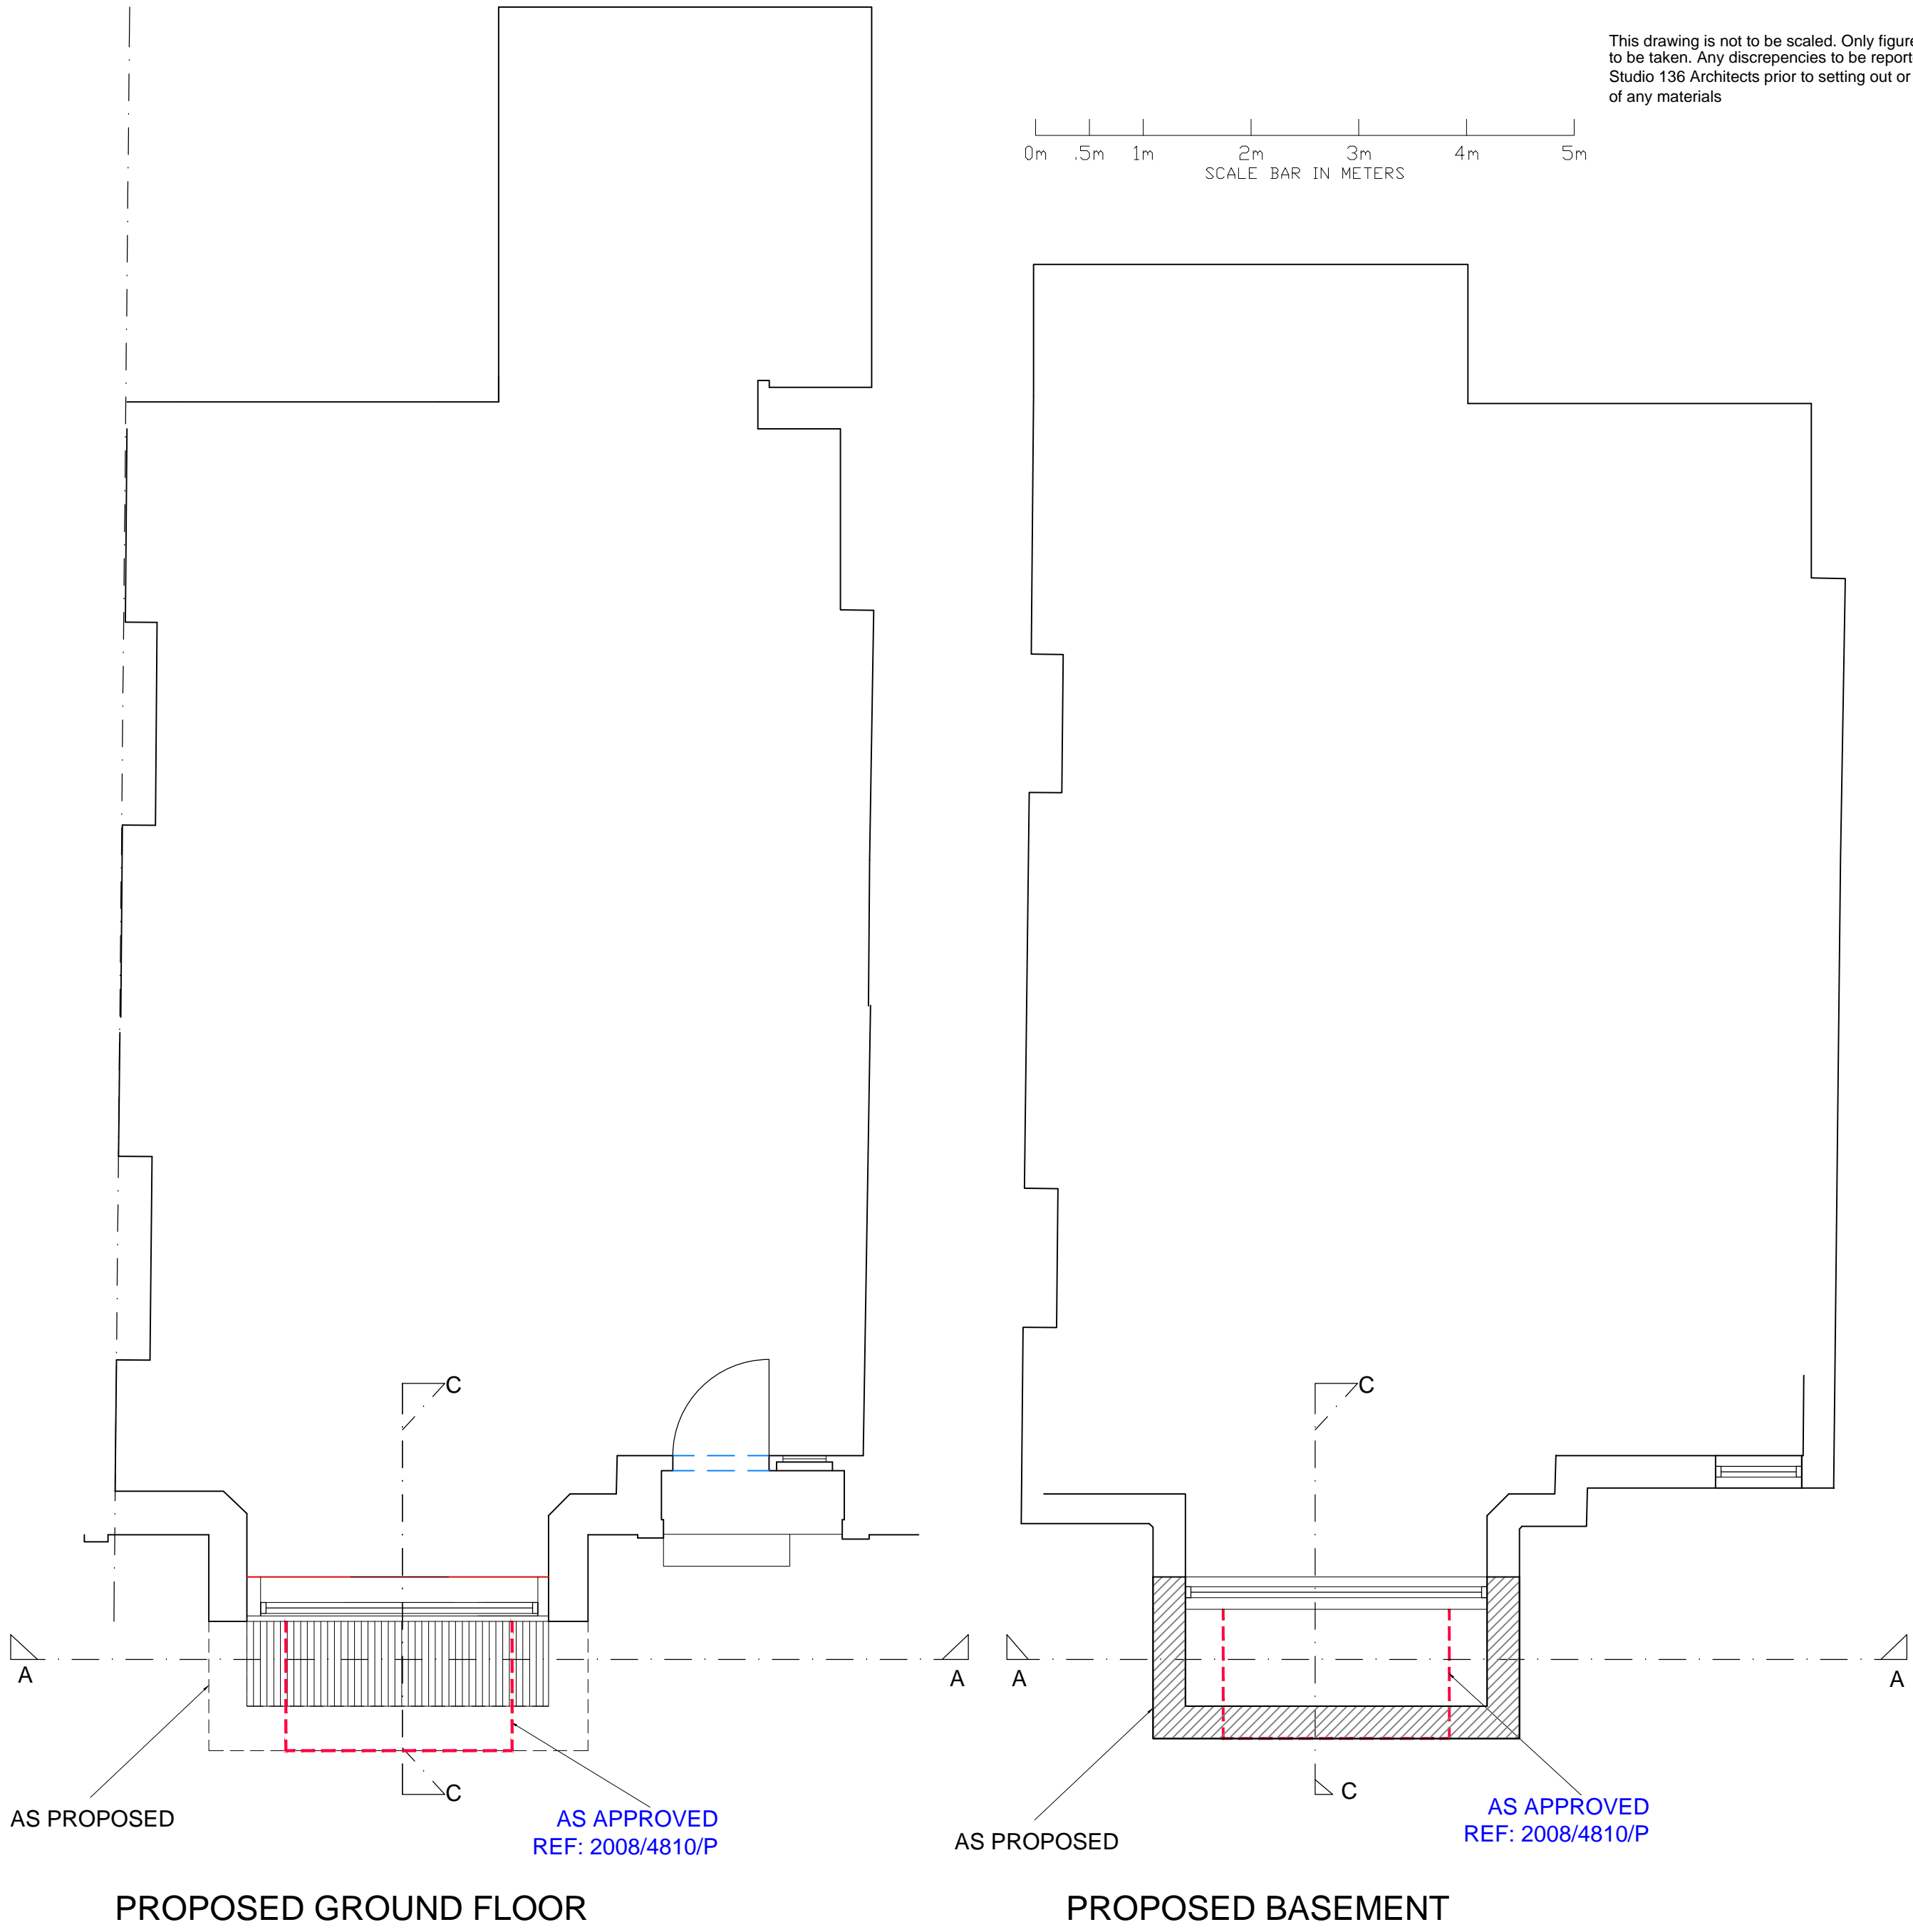 This drawing is not to be scaled. Only
to be taken. Any discrepencies to be
Studio 136 Architects prior to setting out or
of any materials
0m .5m 1m 2m 3m 4m 5m
SCALE BAR IN METERS
C
C
A
A
A
A
C
C
AS PROPOSED
AS APPROVED
REF: 2008/4810/P
AS PROPOSED
AS APPROVED
REF: 2008/4810/P
PROPOSED GROUND FLOOR
PROPOSED BASEMENT